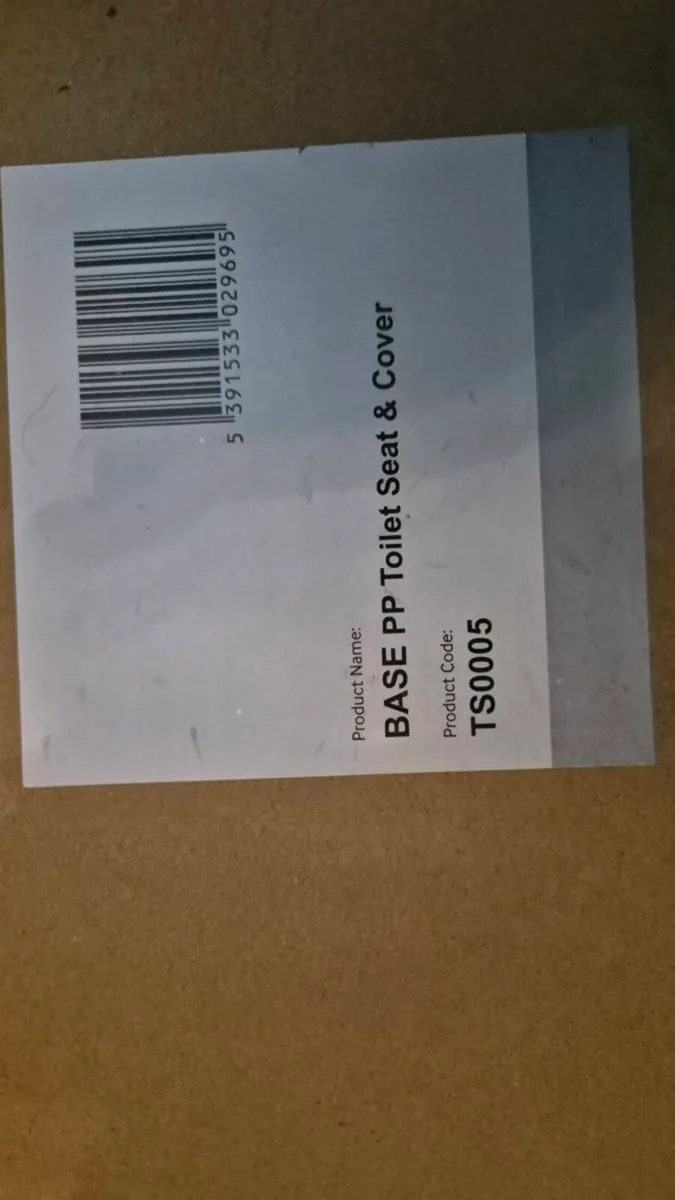 5 391533 029695
Product Name:
BASE PP Toilet Seat & Cover
Product Code:
TS0005